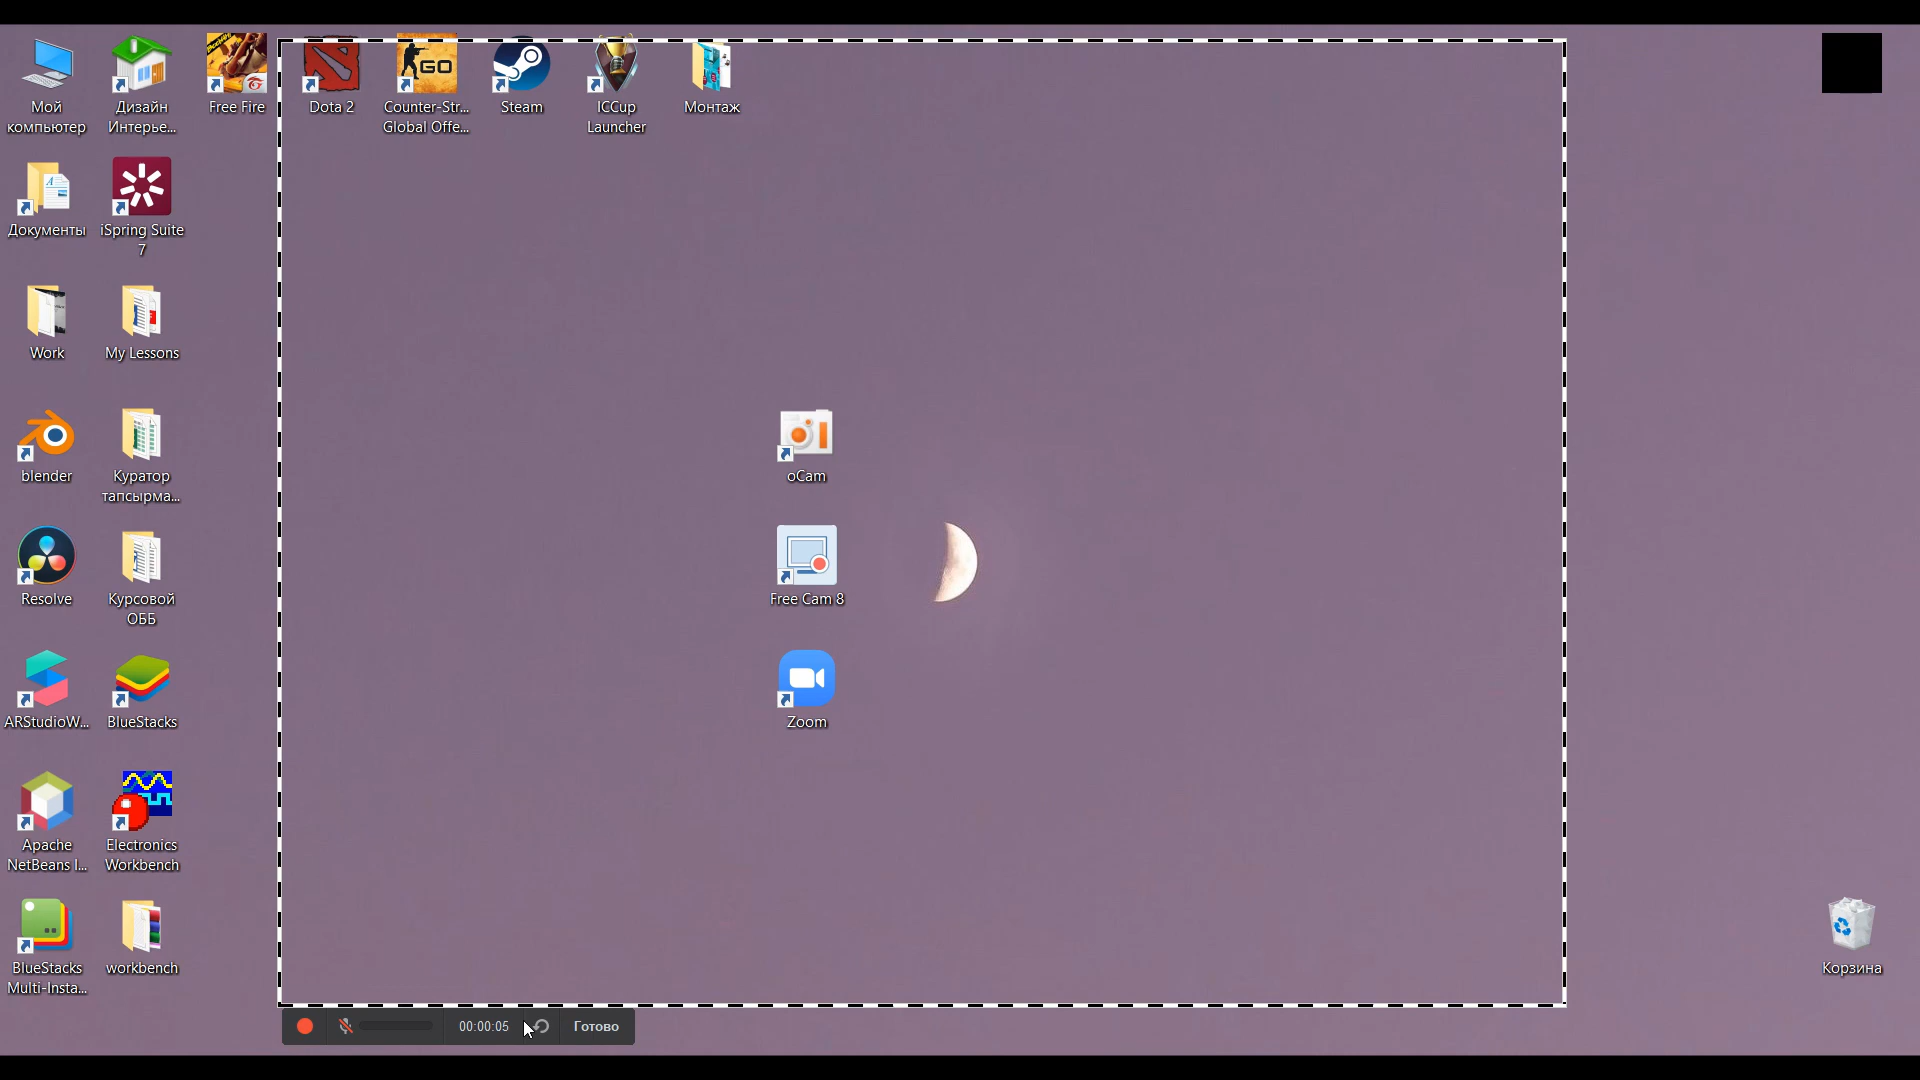 Мой
компьютер
Дизайн
Интерье...
Free Fire
Dota 2
Counter-Str...
Global Offe...
Steam
ICCup
Launcher
Монтаж
Документы
iSpring Suite
7
Work
My Lessons
blender
Куратор
тапсырма...
oCam
Resolve
Курсовой
ОББ
Free Cam 8
ARStudioW...
BlueStacks
Zoom
Apache
NetBeans I...
Electronics
Workbench
BlueStacks
Multi-Insta...
workbench
Корзина
00:00:05
Готово
GO